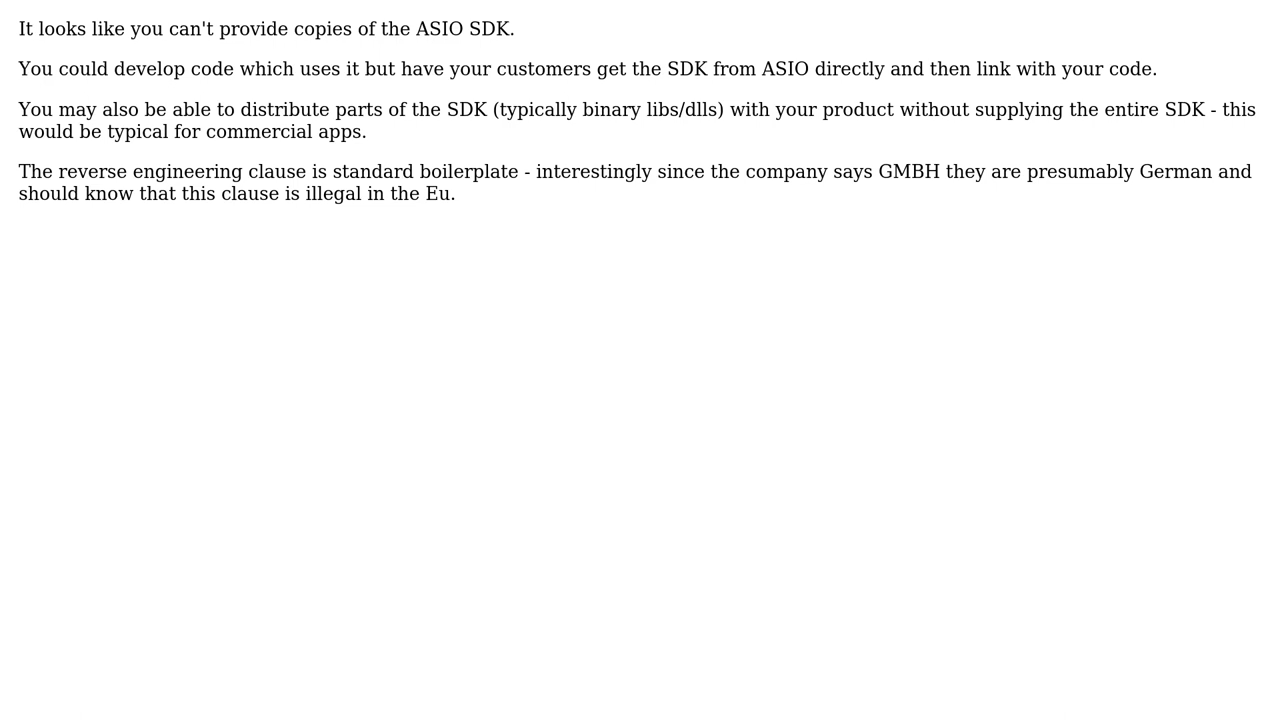 It looks like you can't provide copies of the ASIO SDK.
You could develop code which uses it but have your customers get the SDK from ASIO directly and then link with your code.
You may also be able to distribute parts of the SDK (typically binary libs/dlls) with your product without supplying the entire SDK - this
would be typical for commercial apps.
The reverse engineering clause is standard boilerplate - interestingly since the company says GMBH they are presumably German and
should know that this clause is illegal in the Eu.